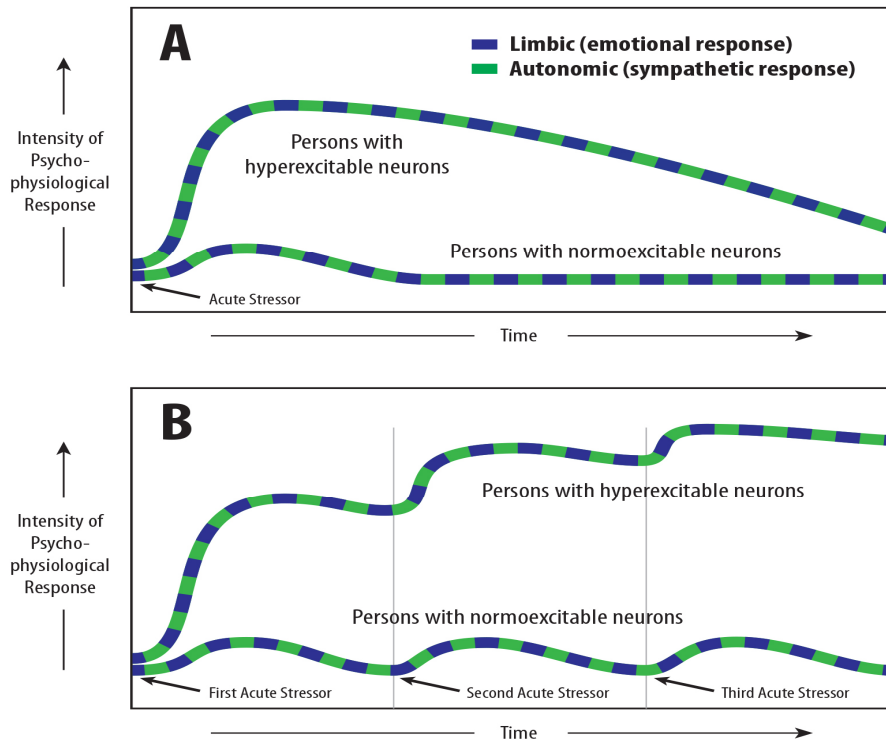 A
Limbic (emotional response)
Autonomic (sympathetic response)
Intensity of
Psycho-
physiological
Response
Persons with
hyperexcitable neurons
Persons with normoexcitable neurons
Acute Stressor
Time
B
Intensity of
Psycho-
physiological
Response
Persons with hyperexcitable neurons
Persons with normoexcitable neurons
First Acute Stressor
Second Acute Stressor
Third Acute Stressor
Time